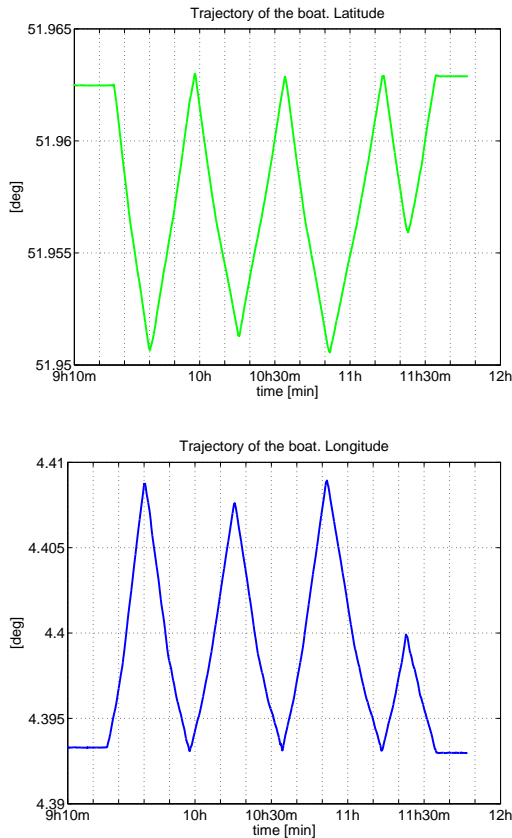 Trajectory of the boat. Latitude
51.965
51.96
51.955
51.95
[deg]
9h10m 10h 10h30m 11h 11h30m 12h
time [min]
Trajectory of the boat. Longitude
4.41
4.405
4.4
4.395
4.39
[deg]
9h10m 10h 10h30m 11h 11h30m 12h
time [min]